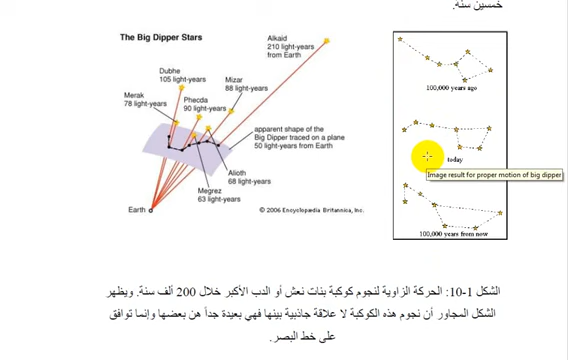 خمسين سنة.
The Big Dipper Stars
Alkaid
210 light-years
from Earth
Dubhe
105 light-years
Mizar
88 light-years
Merak
78 light-years
Phecda
90 light-years
apparent shape of the
Big Dipper traced on a plane
50 light-years from Earth
Alioth
68 light-years
Megrez
63 light-years
Earth
© 2006 Encyclopædia Britannica, Inc.
100,000 years ago
today
Image result for proper motion of big dipper
100,000 years from now
الشكل 1-10: الحركة الزاوية لنجوم كوكبة بنات نعش أو الدب الأكبر خلال 200 ألف سنة. ويظهر
الشكل المجاور أن نجوم هذه الكوكبة لا علاقة جاذبية بينها فهي بعيدة جداً هن بعضها وإنما توافق
على خط البصر.